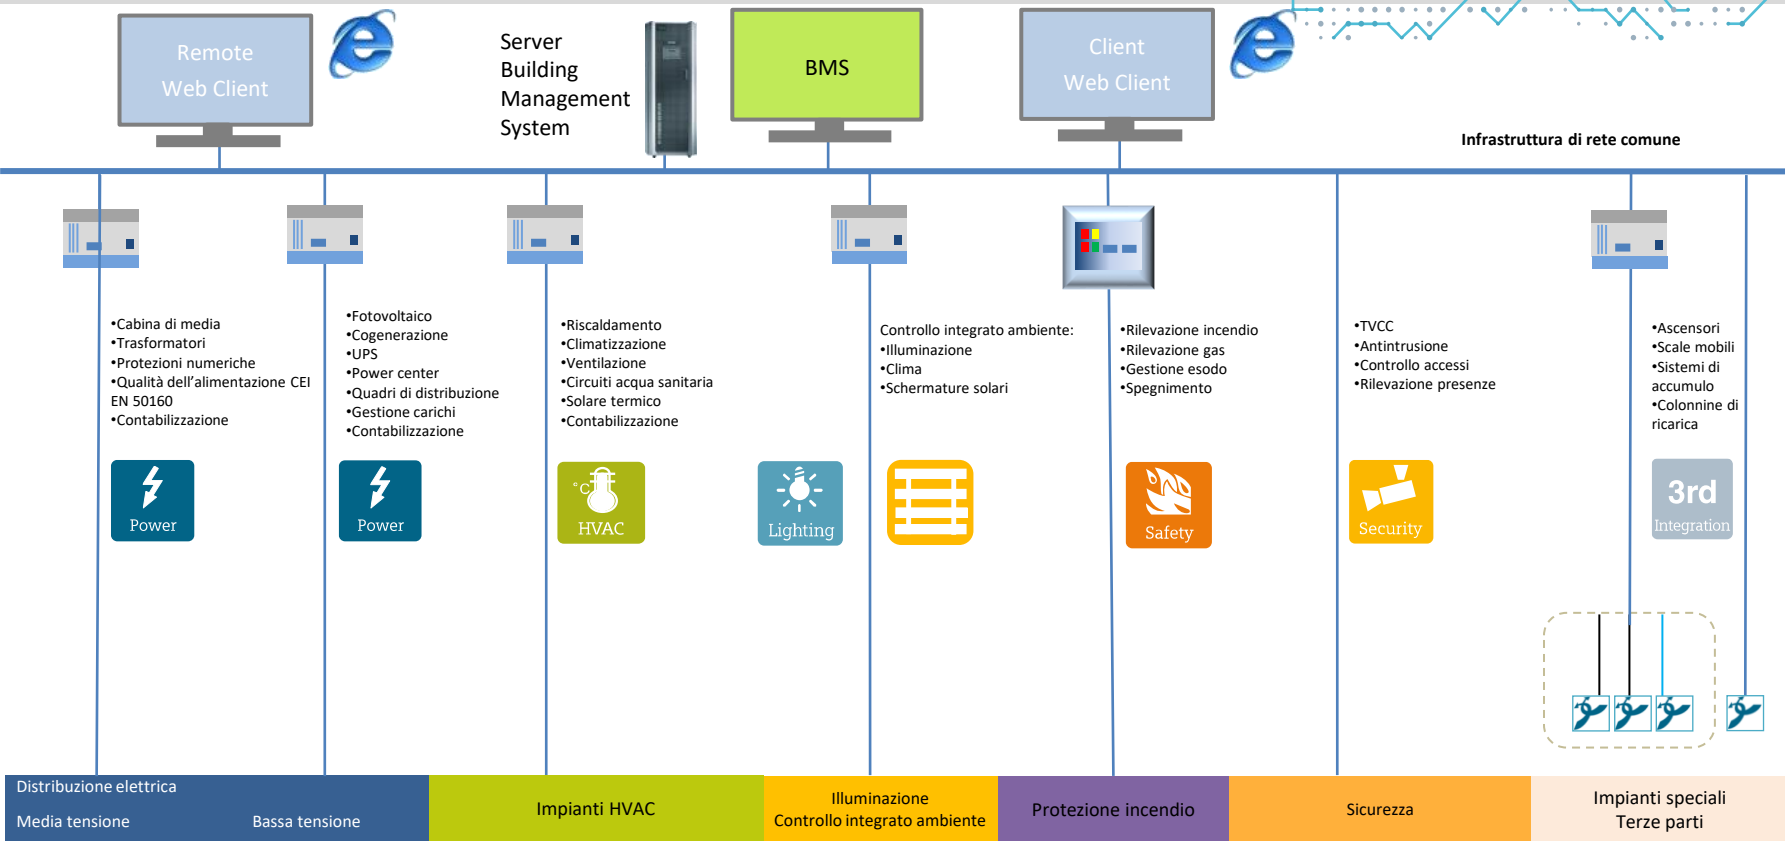 Remote
Web Client
Server
Building
Management
System
BMS
Client
Web Client
Infrastruttura di rete comune
•Cabina di media
•Trasformatori
•Protezioni numeriche
•Qualità dell'alimentazione CEI
EN 50160
•Contabilizzazione
•Fotovoltaico
•Cogenerazione
•UPS
•Power center
•Quadri di distribuzione
•Gestione carichi
•Contabilizzazione
•Riscaldamento
•Climatizzazione
•Ventilazione
•Circuiti acqua sanitaria
•Solare termico
•Contabilizzazione
Controllo integrato ambiente:
•Illuminazione
•Clima
•Schermature solari
•Rilevazione incendio
•Rilevazione gas
•Gestione esodo
•Spegnimento
•TVCC
•Antintrusione
•Controllo accessi
•Rilevazione presenze
•Ascensori
•Scale mobili
•Sistemi di
accumulo
•Colonnine di
ricarica
Power
Power
°C
HVAC
Lighting
Safety
Security
3rd
Integration
Distribuzione elettrica
Media tensione
Bassa tensione
Impianti HVAC
Illuminazione
Controllo integrato ambiente
Protezione incendio
Sicurezza
Impianti speciali
Terze parti